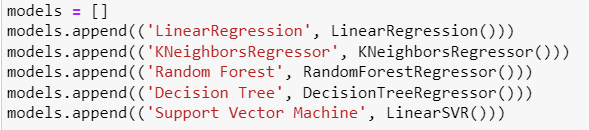 models = []
models.append(('LinearRegression', LinearRegression()))
models.append(('KNeighborsRegressor', KNeighborsRegressor()))
models.append(('Random Forest', RandomForestRegressor()))
models.append(('Decision Tree', DecisionTreeRegressor()))
models.append(('Support Vector Machine', LinearSVR()))